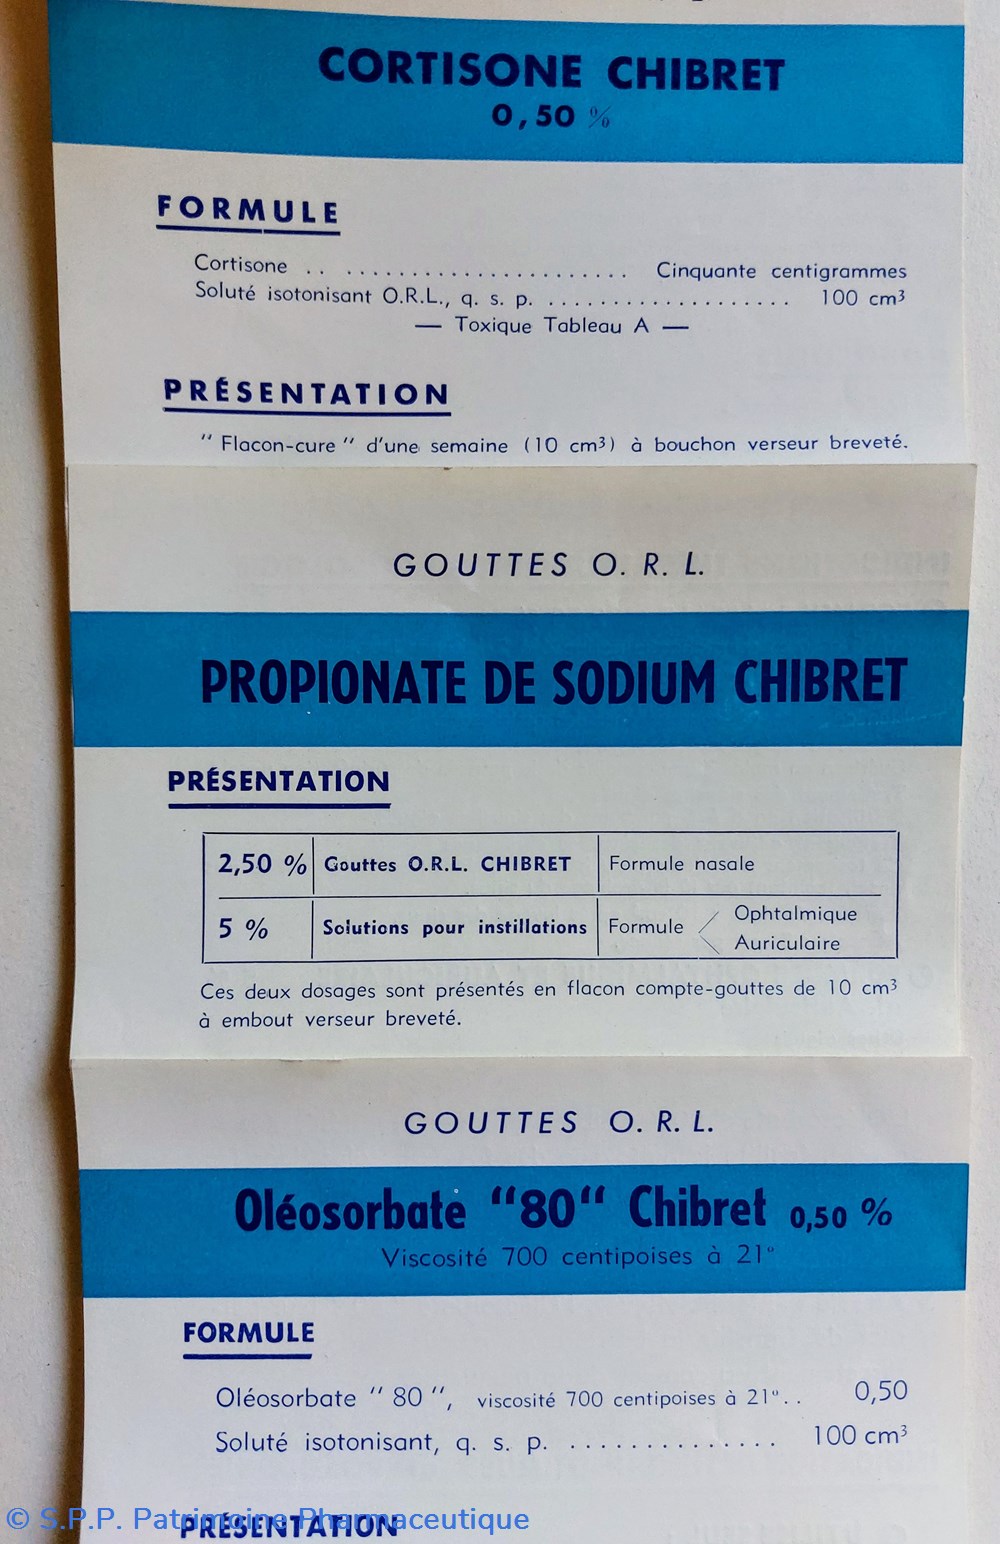 CORTISONE CHIBRET
0,50 %
FORMULE
Cortisone .. ...................... Cinquante centigrammes
Soluté isotonisant O.R.L., q. s. p. ................... 100 cm³
— Toxique Tableau A —
PRÉSENTATION
" Flacon-cure " d'une semaine (10 cm³) à bouchon verseur breveté.
GOUTTES O. R. L.
PROPIONATE DE SODIUM CHIBRET
PRÉSENTATION
2,50 % Gouttes O.R.L. CHIBRET Formule nasale
5 % Solutions pour instillations Formule Ophtalmique
Auriculaire
Ces deux dosages sont présentés en flacon compte-gouttes de 10 cm³
à embout verseur breveté.
GOUTTES O. R. L.
Oléosorbate "80" Chibret 0,50 %
Viscosité 700 centipoises à 21°
FORMULE
Oléosorbate " 80 ", viscosité 700 centipoises à 21°.. 0,50
Soluté isotonisant, q. s. p. .............. 100 cm³
PRÉSENTATION
© S.P.P. Patrimoine Pharmaceutique